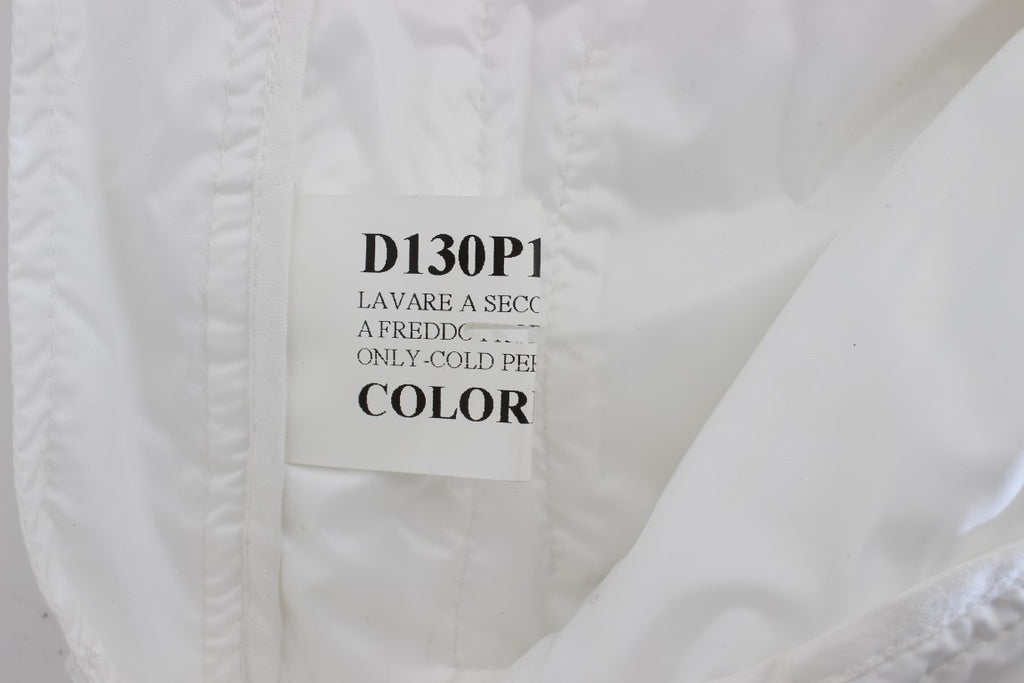 D130P1
LAVARE A SECC
A FREDDO
ONLY-COLD PER
COLOR